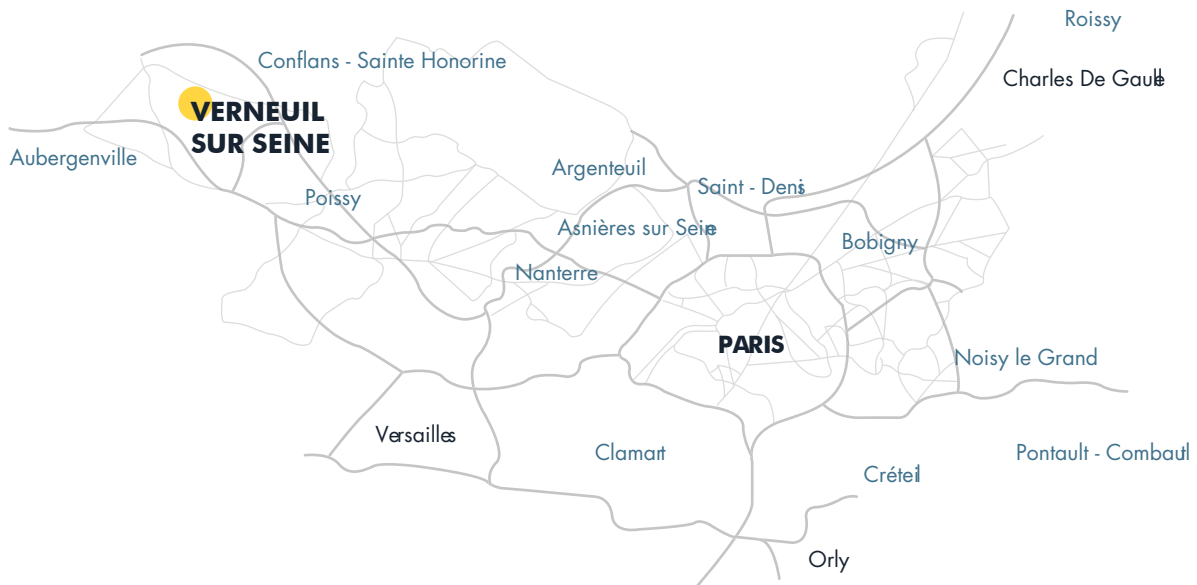 Roissy
Conflans - Sainte Honorine
Charles De Gaulle
VERNEUIL
SUR SEINE
Aubergenville
Argenteuil
Saint - Denis
Poissy
Asnières sur Seine
Bobigny
Nanterre
PARIS
Noisy le Grand
Versailles
Clamart
Pontault - Combault
Créteil
Orly